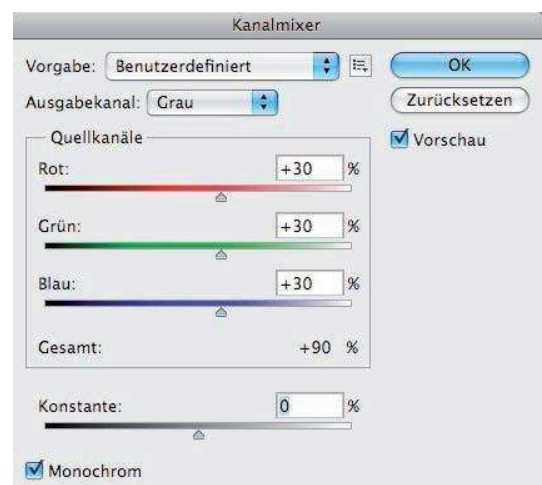 Kanalmixer
Vorgabe: Benutzerdefiniert OK
Ausgabekanal: Grau Zurücksetzen
Quellkanäle Vorschau
Rot: +30 %
Grün: +30 %
Blau: +30 %
Gesamt: +90 %
Konstante: 0 %
Monochrom